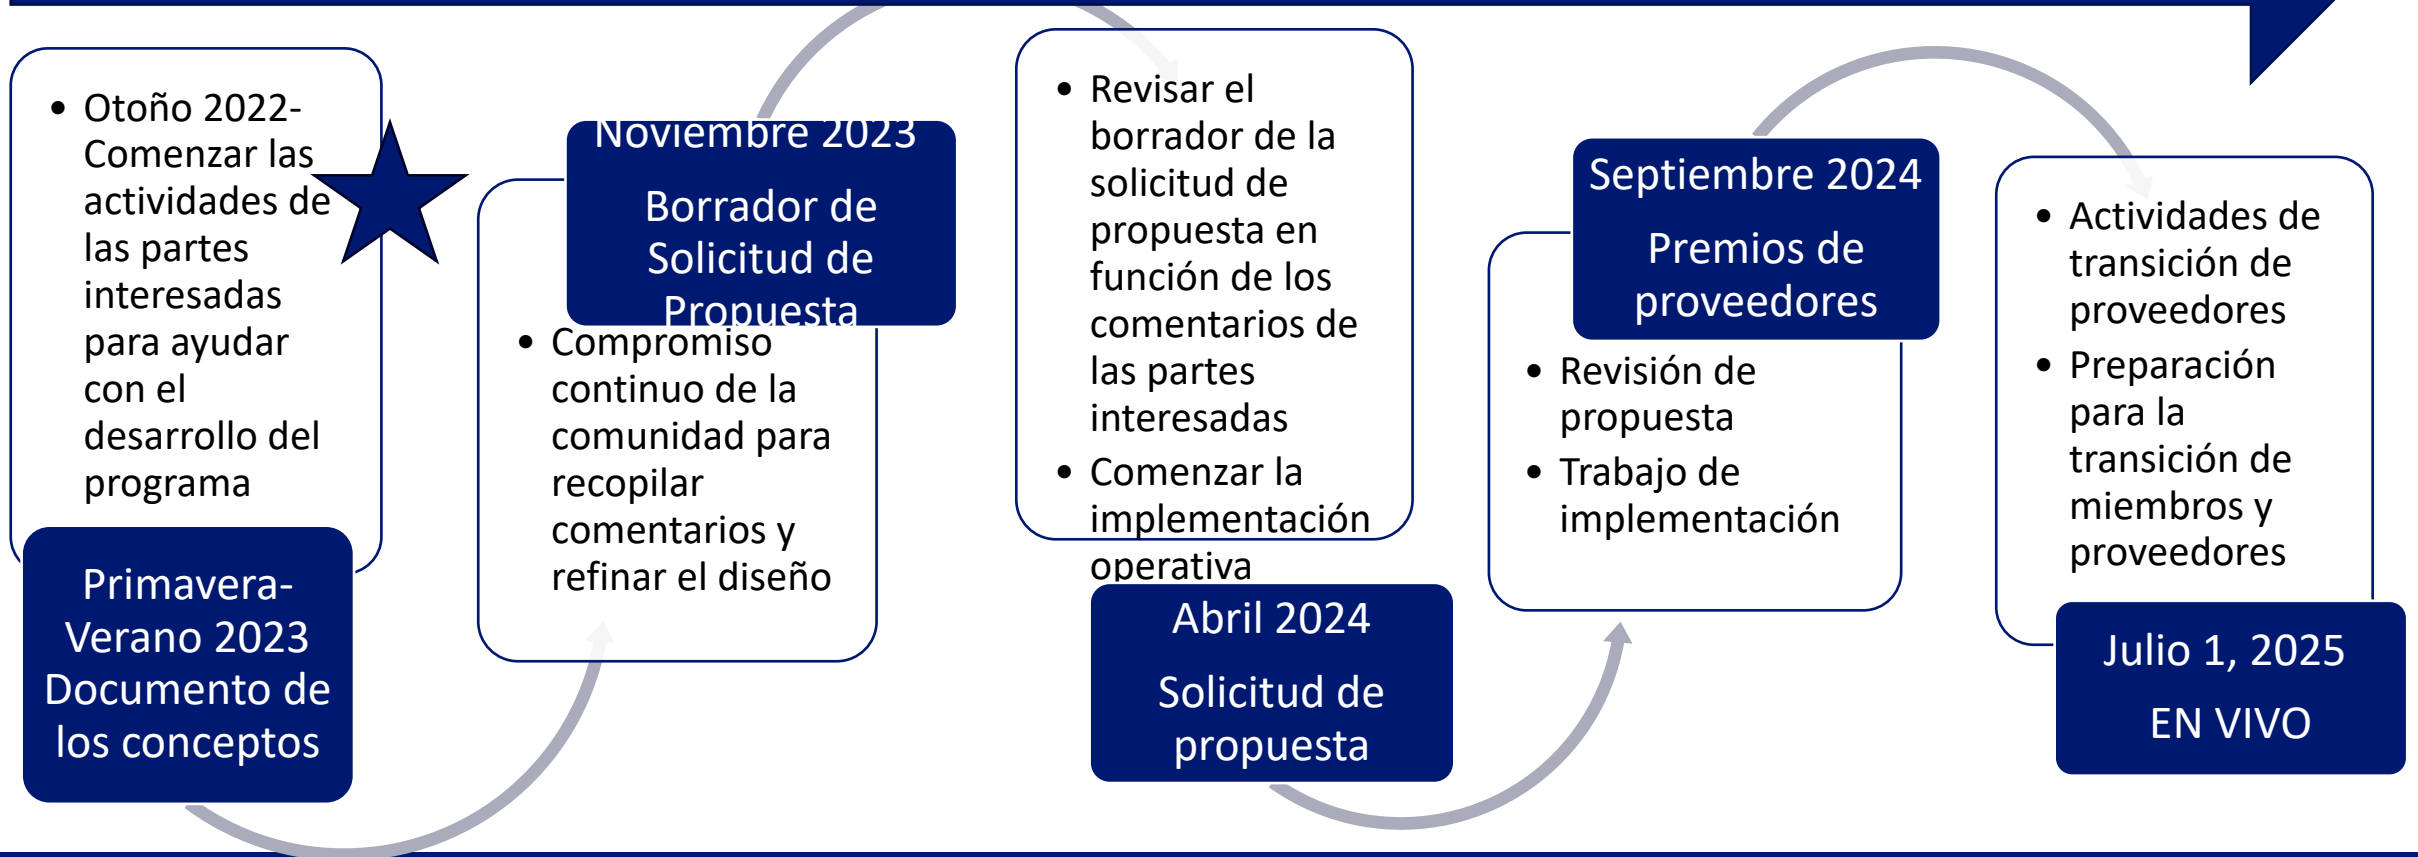 • Otoño 2022-
Comenzar las
actividades de
las partes
interesadas
para ayudar
con el
desarrollo del
programa
Primavera-
Verano 2023
Documento de
los conceptos
Noviembre 2023
Borrador de
Solicitud de
Propuesta
• Compromiso
continuo de la
comunidad para
recopilar
comentarios y
refinar el diseño
• Revisar el
borrador de la
solicitud de
propuesta en
función de los
comentarios de
las partes
interesadas
• Comenzar la
implementación
operativa
Abril 2024
Solicitud de
propuesta
Septiembre 2024
Premios de
proveedores
• Revisión de
propuesta
• Trabajo de
implementación
• Actividades de
transición de
proveedores
• Preparación
para la
transición de
miembros y
proveedores
Julio 1, 2025
EN VIVO